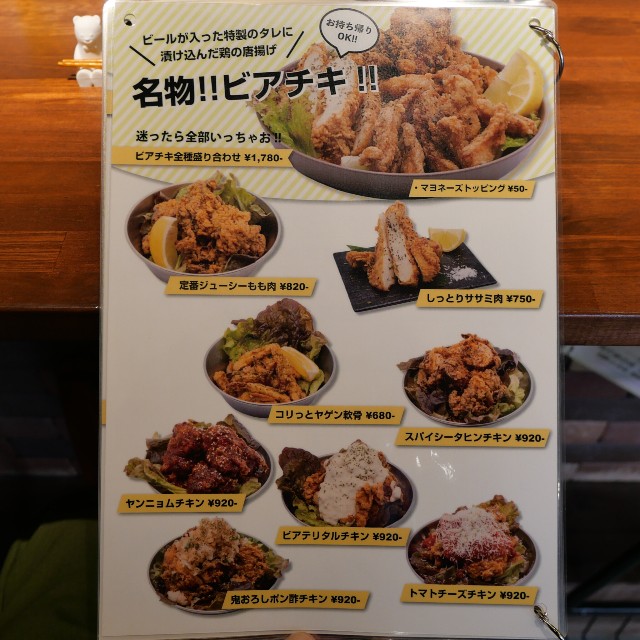 ビールが入った特製のタレに
漬け込んだ鶏の唐揚げ
お持ち帰り
OK!!
名物!!ビアチキ!!
迷ったら全部いっちゃお!!
ビアチキ全種盛り合わせ ¥1,780-
・マヨネーズトッピング ¥50-
定番ジューシーもも肉 ¥820-
しっとりササミ肉 ¥750-
コリっとヤゲン軟骨 ¥680-
スパイシータヒンチキン ¥920-
ヤンニョムチキン ¥920-
ビアテリタルチキン ¥920-
鬼おろしポン酢チキン ¥920-
トマトチーズチキン ¥920-